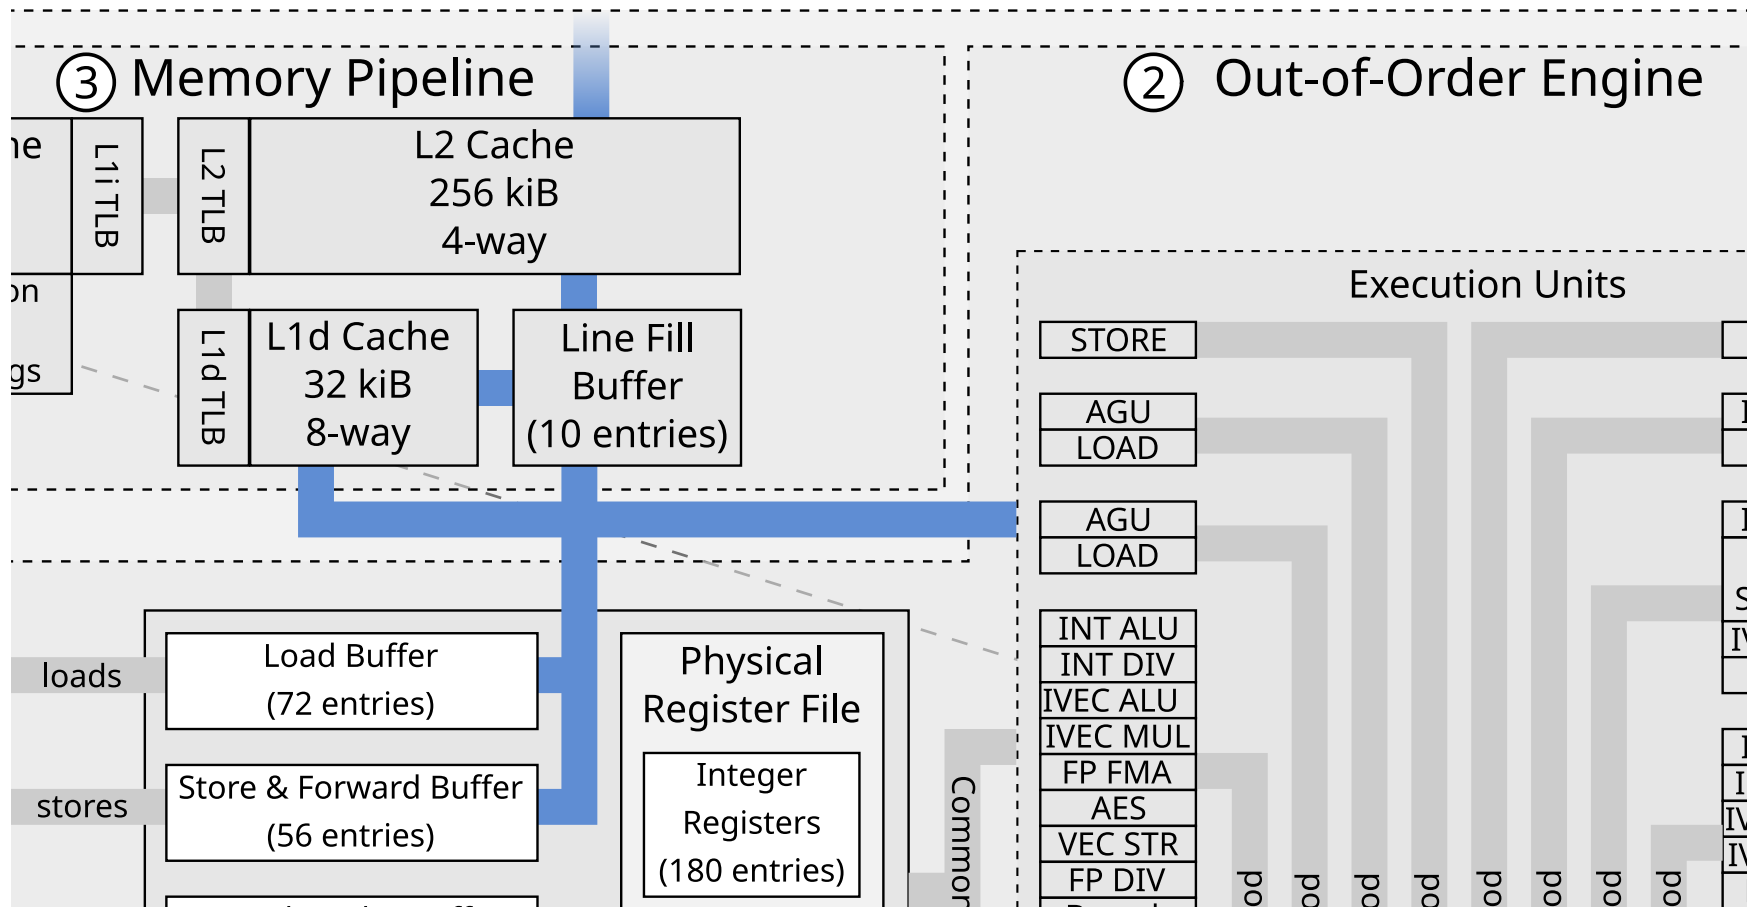 3 Memory Pipeline
2 Out-of-Order Engine
L1i TLB
L2 TLB
L2 Cache
256 kiB
4-way
L1d TLB
L1d Cache
32 kiB
8-way
Line Fill
Buffer
(10 entries)
Execution Units
STORE
AGU
LOAD
AGU
LOAD
INT ALU
INT DIV
IVEC ALU
IVEC MUL
FP FMA
AES
VEC STR
FP DIV
loads
Load Buffer
(72 entries)
stores
Store & Forward Buffer
(56 entries)
Physical
Register File
Integer
Registers
(180 entries)
Common